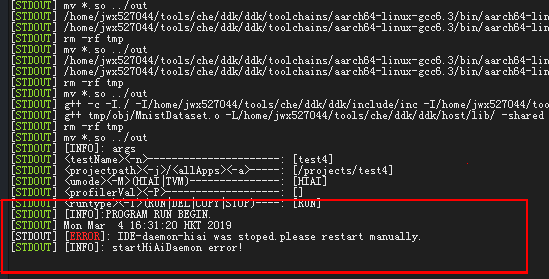 [STDOUT] mv *.so ../out
[STDOUT] /home/jwx527044/tools/che/ddk/ddk/toolchains/aarch64-linux-gcc6.3/bin/aarch64-lin
[STDOUT] /home/jwx527044/tools/che/ddk/ddk/toolchains/aarch64-linux-gcc6.3/bin/aarch64-lin
[STDOUT] rm -rf tmp
[STDOUT] mv *.so ../out
[STDOUT] /home/jwx527044/tools/che/ddk/ddk/toolchains/aarch64-linux-gcc6.3/bin/aarch64-lin
[STDOUT] /home/jwx527044/tools/che/ddk/ddk/toolchains/aarch64-linux-gcc6.3/bin/aarch64-lin
[STDOUT] rm -rf tmp
[STDOUT] mv *.so ../out
[STDOUT] g++ -c -I./ -I/home/jwx527044/tools/che/ddk/ddk/include/inc -I/home/jwx527044/too
[STDOUT] g++ tmp/obj/MnistDataset.o -L/home/jwx527044/tools/che/ddk/ddk/host/lib/ -shared
[STDOUT] rm -rf tmp
[STDOUT] mv *.so ../out
[STDOUT] [INFO]: args
[STDOUT] <testName><-n>--------------------: [test4]
[STDOUT] <projectpath><-j>/<allApps><-a>-----: [/projects/test4]
[STDOUT] <umode><-M>(HIAI|TVM)--------------: [HIAI]
[STDOUT] <profilerVal><-P>-----------------: []
[STDOUT] <runtype><-T>(RUN|DEL|COPY|STOP)----: [RUN]
[STDOUT] [INFO]:PROGRAM RUN BEGIN.
[STDOUT] Mon Mar  4 16:31:20 HKT 2019
[STDOUT] [ERROR]: IDE-daemon-hiai was stoped.please restart manually.
[STDOUT] [INFO]: startHiAiDaemon error!